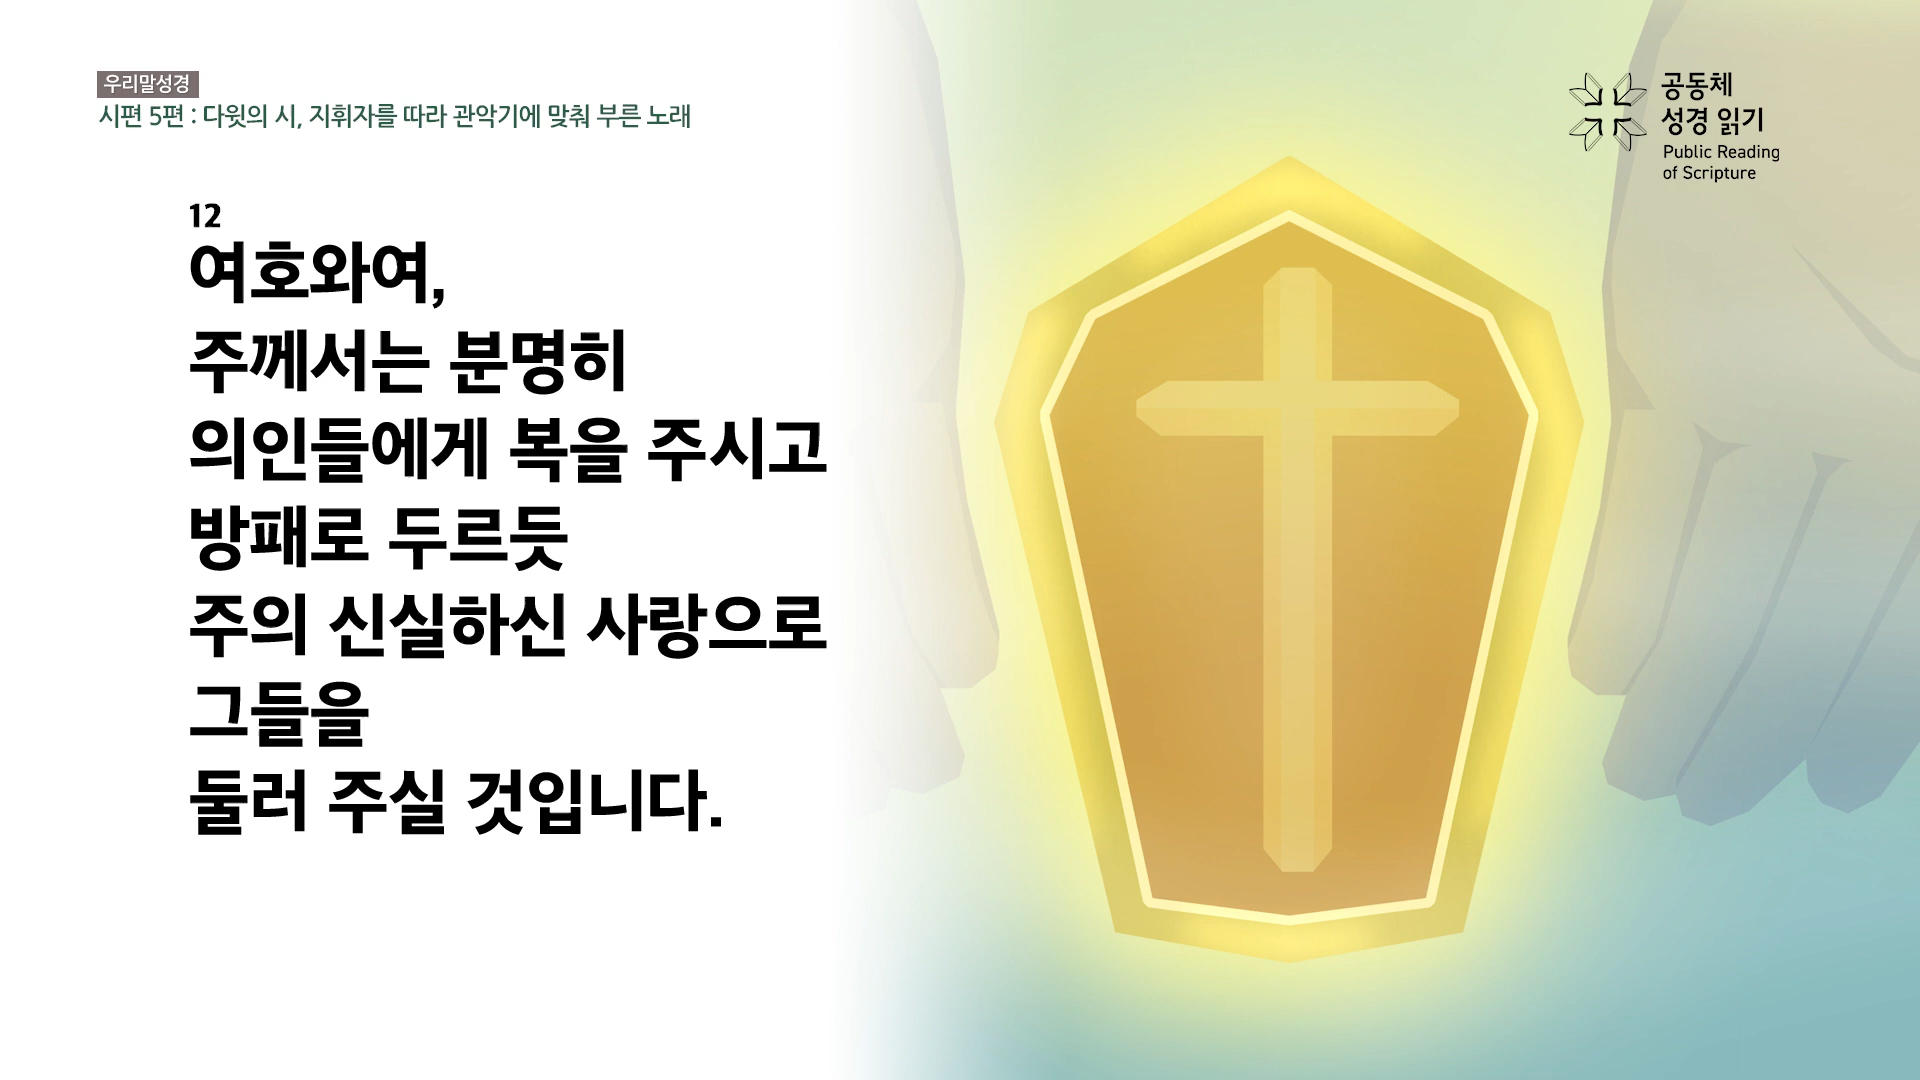 우리말성경
시편 5편 : 다윗의 시, 지휘자를 따라 관악기에 맞춰 부른 노래
공동체
성경 읽기
Public Reading
of Scripture
12
여호와여,
주께서는 분명히
의인들에게 복을 주시고
방패로 두르듯
주의 신실하신 사랑으로
그들을
둘러 주실 것입니다.